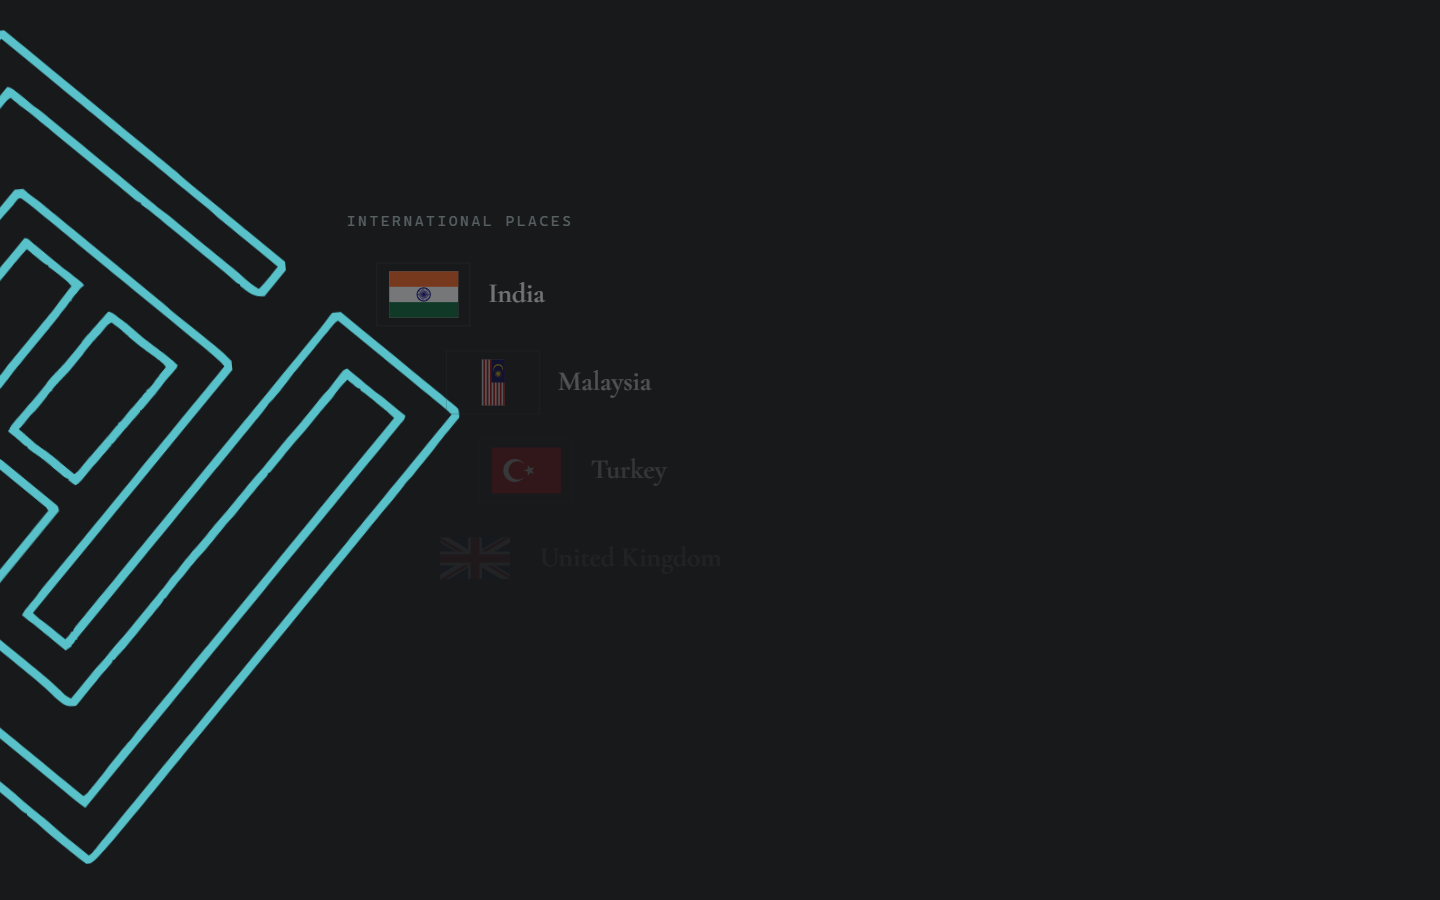 INTERNATIONAL PLACES
India
Malaysia
Turkey
United Kingdom